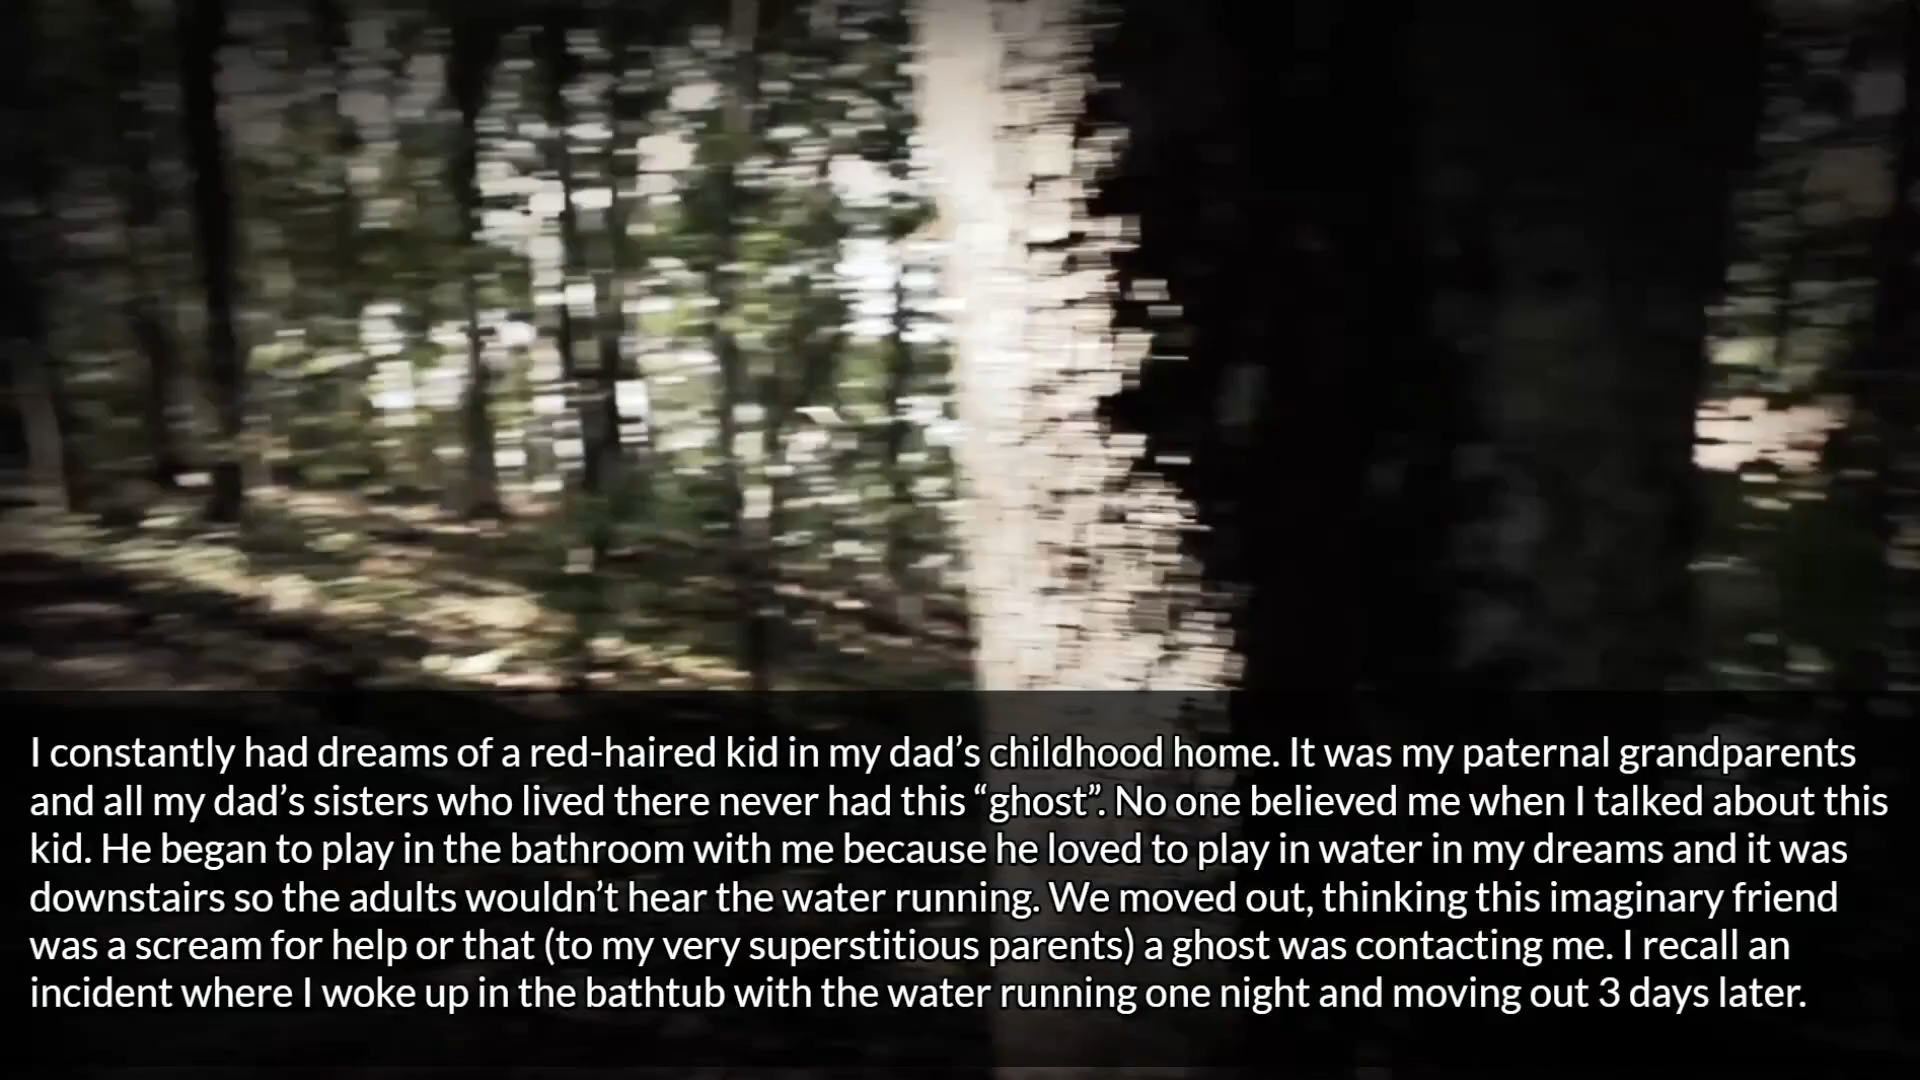 I constantly had dreams of a red-haired kid in my dad’s childhood home. It was my paternal grandparents
and all my dad’s sisters who lived there never had this “ghost”. No one believed me when I talked about this
kid. He began to play in the bathroom with me because he loved to play in water in my dreams and it was
downstairs so the adults wouldn’t hear the water running. We moved out, thinking this imaginary friend
was a scream for help or that (to my very superstitious parents) a ghost was contacting me. I recall an
incident where I woke up in the bathtub with the water running one night and moving out 3 days later.